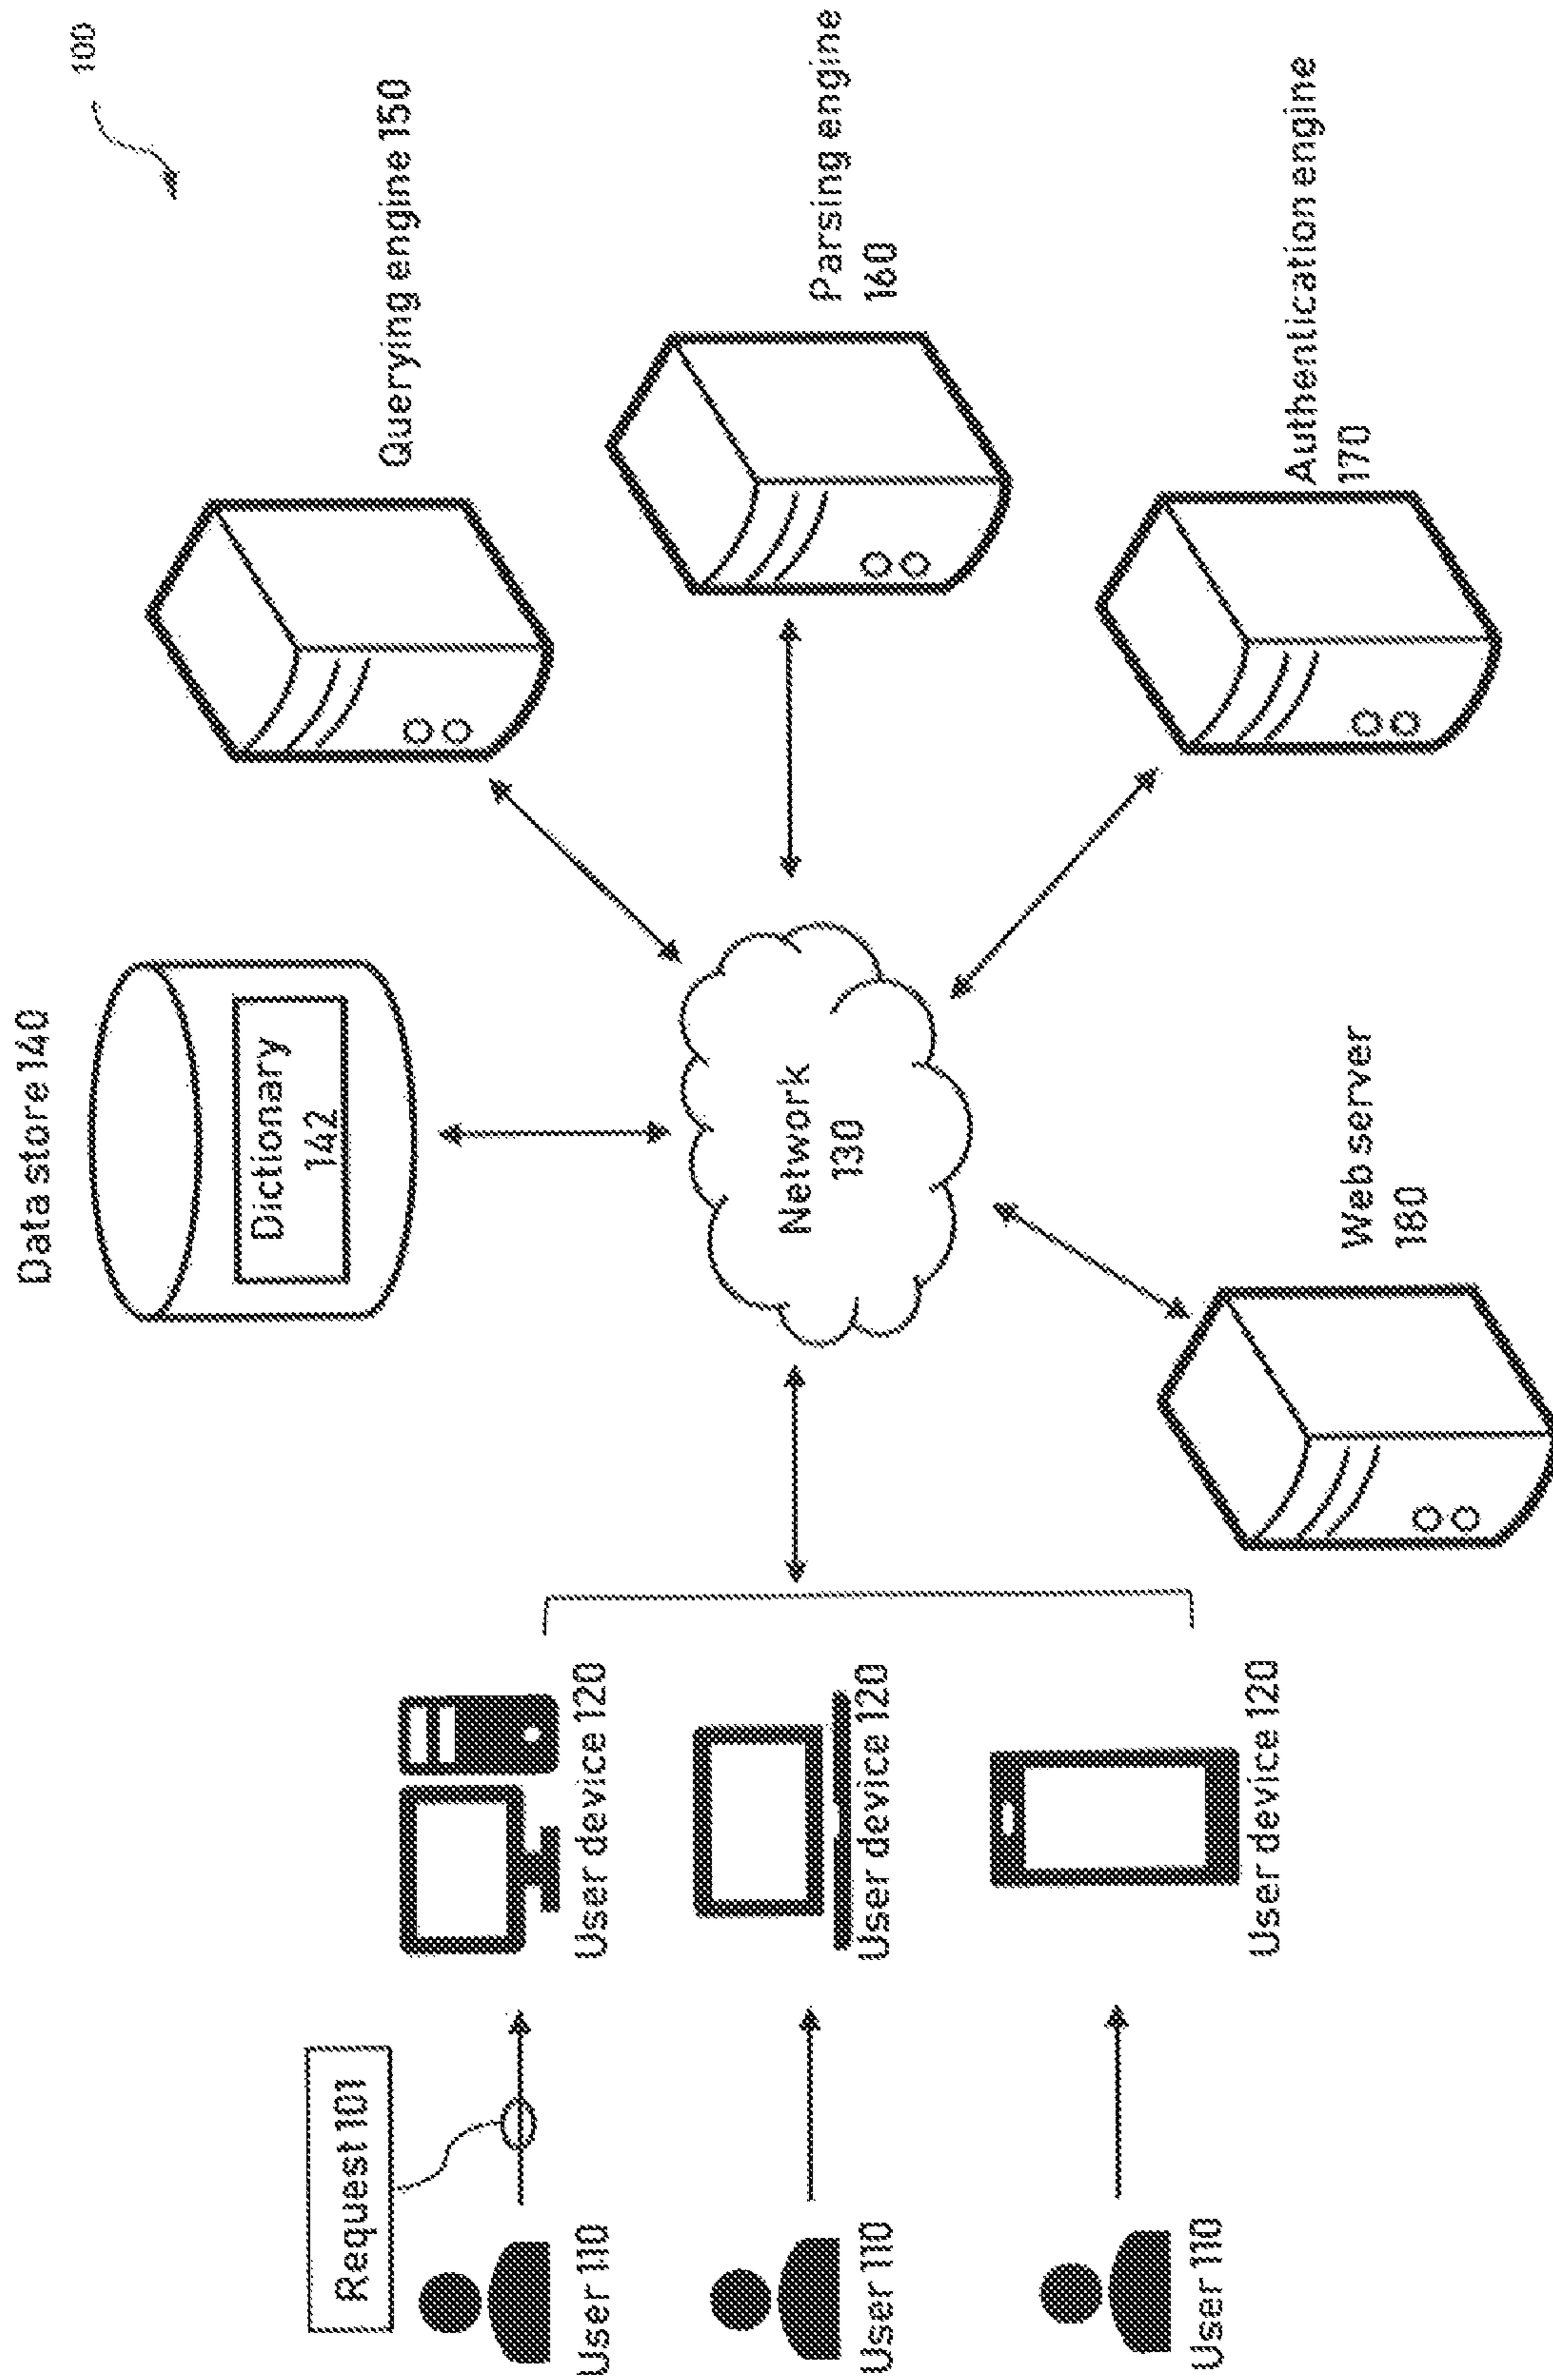 100
Data store 140
Dictionary
142
Querying engine 150
Request 101
User 110
User device 120
Network
130
Parsing engine
160
User 110
User device 120
User 110
User device 120
Web server
180
Authentication engine
170